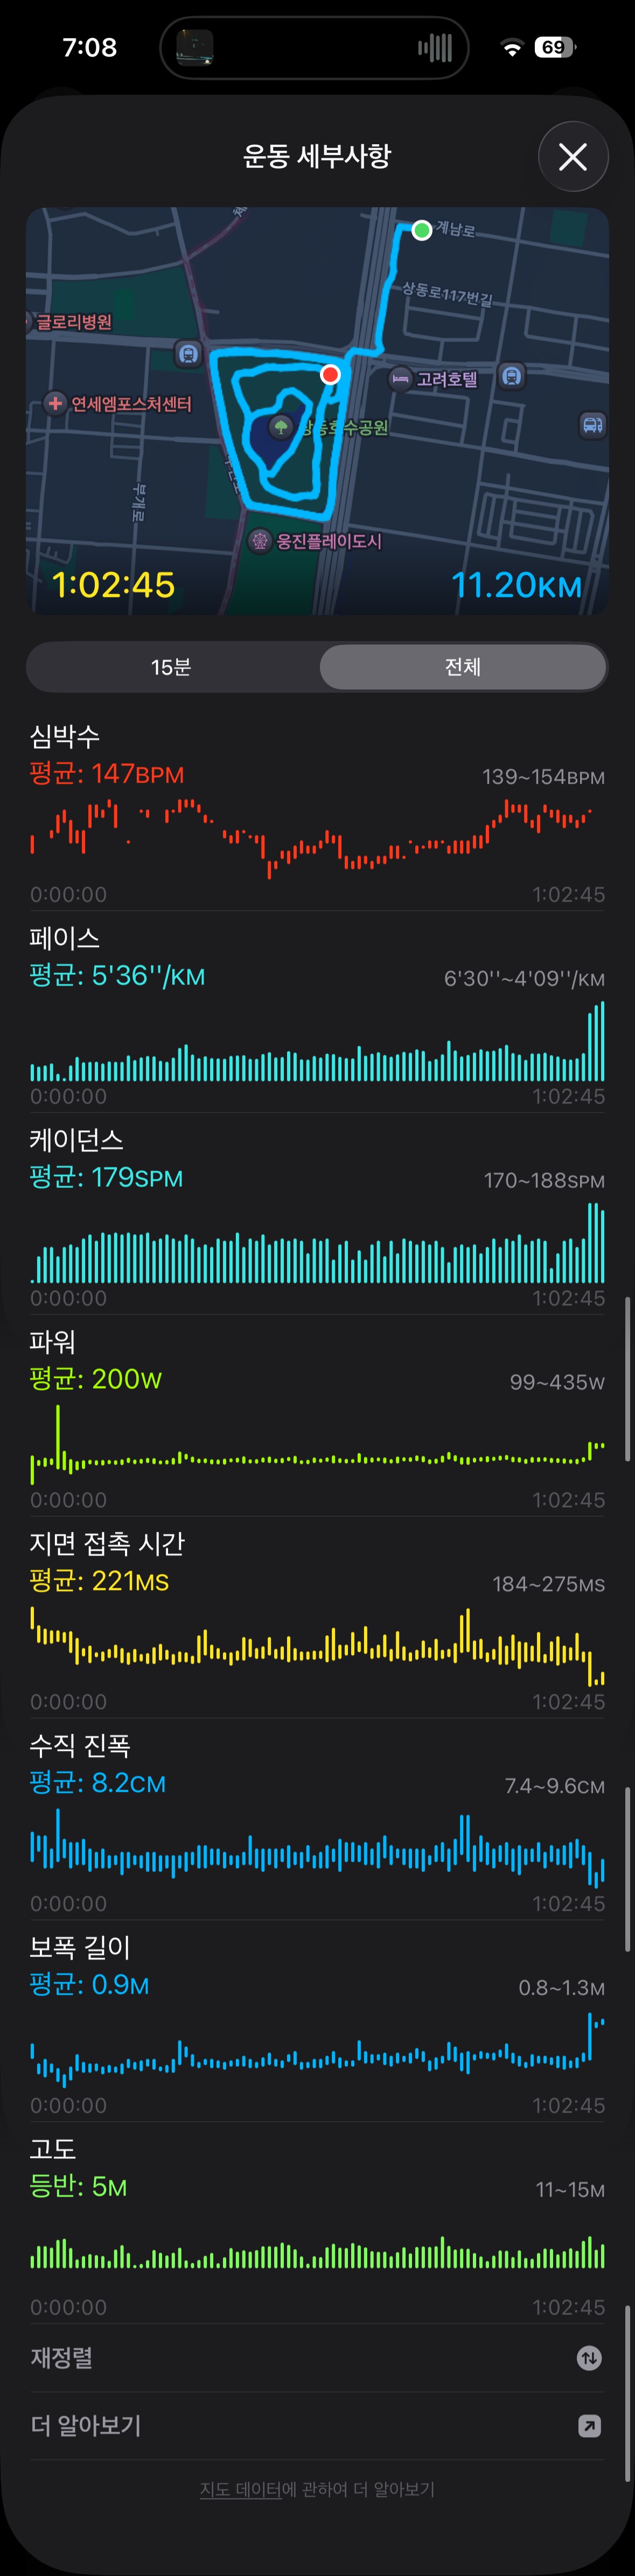 7:08
69
운동 세부사항
계남로
상동로117번길
글로리병원
고려호텔
연세엠포스처센터
상동호수공원
부개로
웅진플레이도시
1:02:45
11.20KM
15분
전체
심박수
평균: 147BPM
139~154BPM
0:00:00
1:02:45
페이스
평균: 5'36''/KM
6'30''~4'09''/KM
0:00:00
1:02:45
케이던스
평균: 179SPM
170~188SPM
0:00:00
1:02:45
파워
평균: 200W
99~435W
0:00:00
1:02:45
지면 접촉 시간
평균: 221MS
184~275MS
0:00:00
1:02:45
수직 진폭
평균: 8.2CM
7.4~9.6CM
0:00:00
1:02:45
보폭 길이
평균: 0.9M
0.8~1.3M
0:00:00
1:02:45
고도
등반: 5M
11~15M
0:00:00
1:02:45
재정렬
더 알아보기
지도 데이터에 관하여 더 알아보기